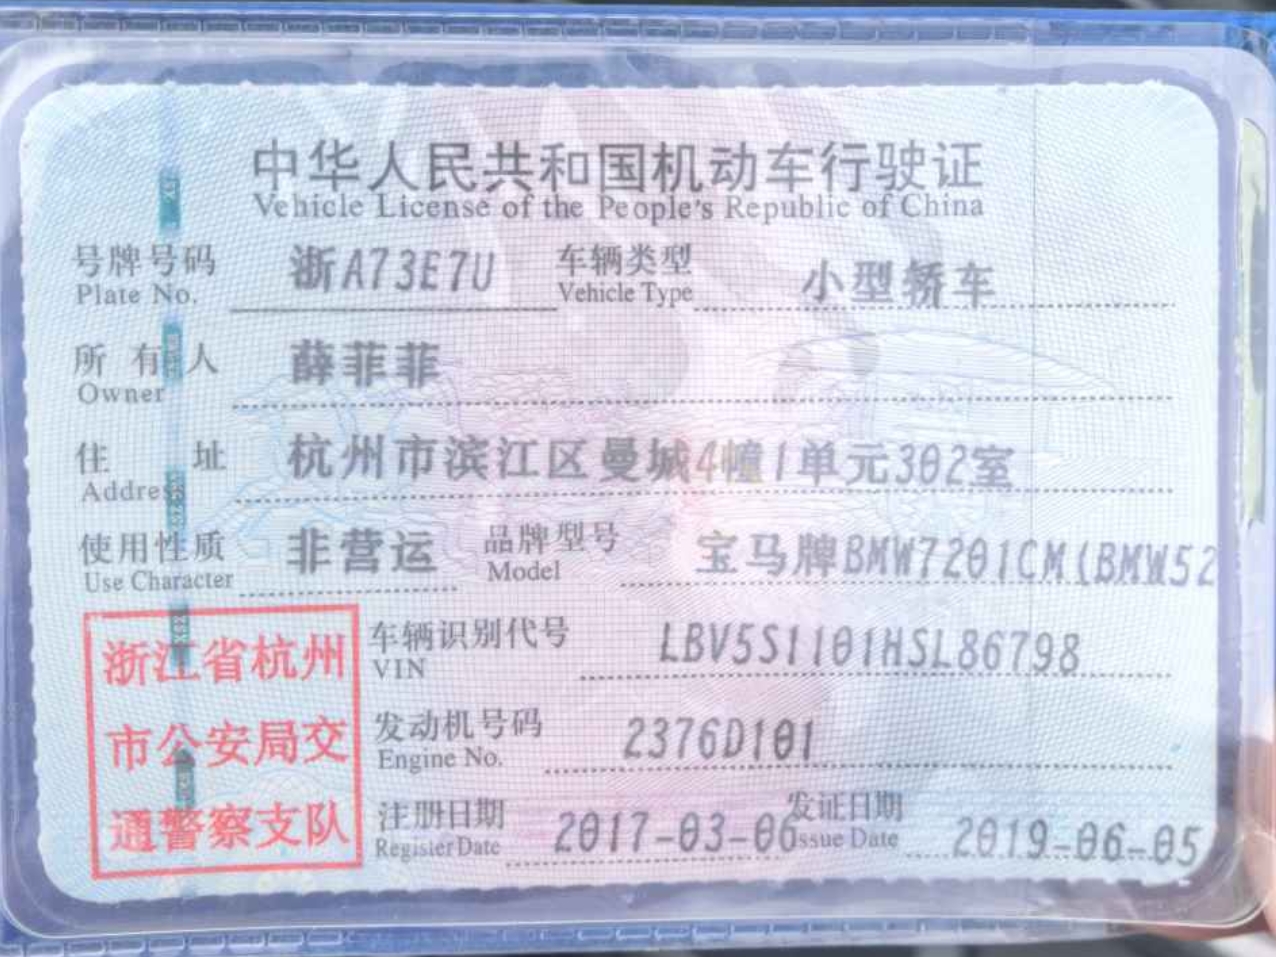 中华人民共和国机动车行驶证
Vehicle License of the People's Republic of China
号牌号码 浙A73E7U 车辆类型 小型轿车
Plate No. Vehicle Type
所有人 薛菲菲
Owner
住址 杭州市滨江区曼城4幢1单元302室
Address
使用性质 非营运 品牌型号 宝马牌BMW7201CM(BMW52
Use Character Model
浙江省杭州
市公安局交
通警察支队
车辆识别代号 LBV5S1101HSL86798
VIN
发动机号码 2376D101
Engine No.
注册日期 2017-03-06 发证日期 2019-06-05
Register Date Issue Date